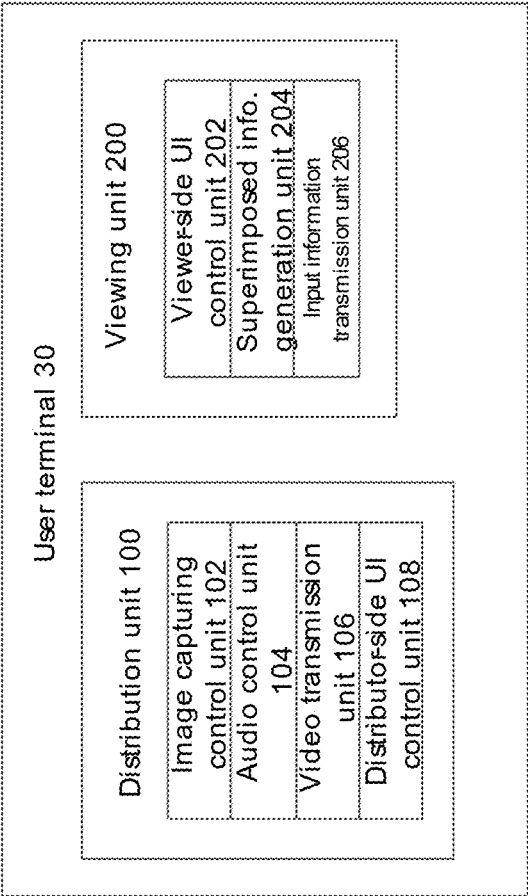 User terminal 30
Distribution unit 100
Image capturing
control unit 102
Audio control unit
104
Video transmission
unit 106
Distributor-side UI
control unit 108
Viewing unit 200
Viewer-side UI
control unit 202
Superimposed info.
generation unit 204
Input information
transmission unit 206